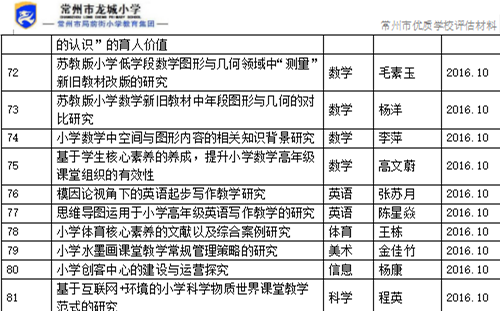 常州市龙城小学
CHANGZHOU LONG CHENG PRIMARY SCHOOL
常州市局前街小学教育集团
常州市优质学校评估材料
的认识”的育人价值
72 苏教版小学低学段数学图形与几何领域中“测量”新旧教材改版的研究 数学 毛素玉 2016.10
73 苏教版小学数学新旧教材中年段图形与几何的对比研究 数学 杨洋 2016.10
74 小学数学中空间与图形内容的相关知识背景研究 数学 李萍 2016.10
75 基于学生核心素养的养成，提升小学数学高年级课堂组织的有效性 数学 高文蔚 2016.10
76 模因论视角下的英语起步写作教学研究 英语 张苏月 2016.10
77 思维导图运用于小学高年级英语写作教学的研究 英语 陈星焱 2016.10
78 小学体育核心素养的文献以及综合案例研究 体育 王栋 2016.10
79 小学水墨画课堂教学常规管理策略的研究 美术 金佳竹 2016.10
80 小学创客中心的建设与运营探究 信息 杨康 2016.10
81 基于互联网+环境的小学科学物质世界课堂教学范式的研究 科学 程英 2016.10